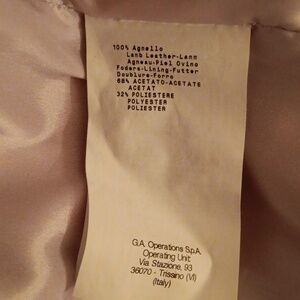 100% Agnello
Lamb Leather-Lamm
Agneau-Piel Ovino
Fodera-Lining-Futter
Doublure-Forro
68% ACETATO-ACETATE
ACETAT
32% POLIESTERE
POLYESTER
POLIESTER
G.A. Operations S.p.A.
Operating Unit
Via Stazione, 93
36070 - Trissino (VI)
(Italy)